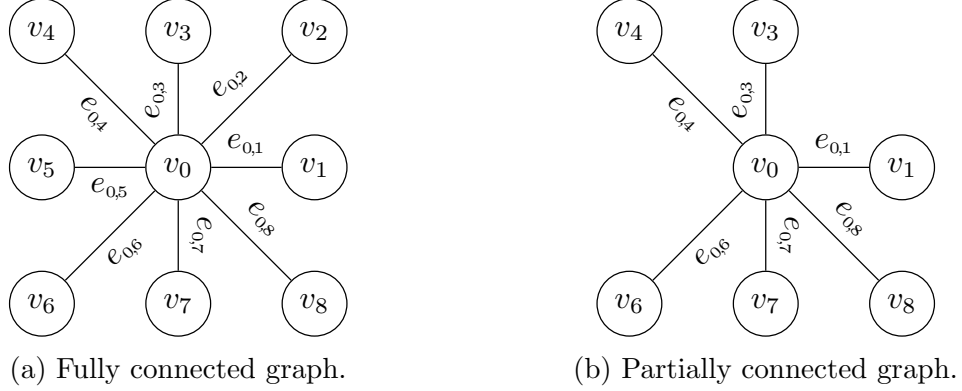 v4 v3 v2
e0,4 e0,3 e0,2
v5 e0,5 v0 e0,1 v1
e0,6 e0,7 e0,8
v6 v7 v8
(a) Fully connected graph.
v4 v3
e0,4 e0,3
v0 e0,1 v1
e0,6 e0,7 e0,8
v6 v7 v8
(b) Partially connected graph.